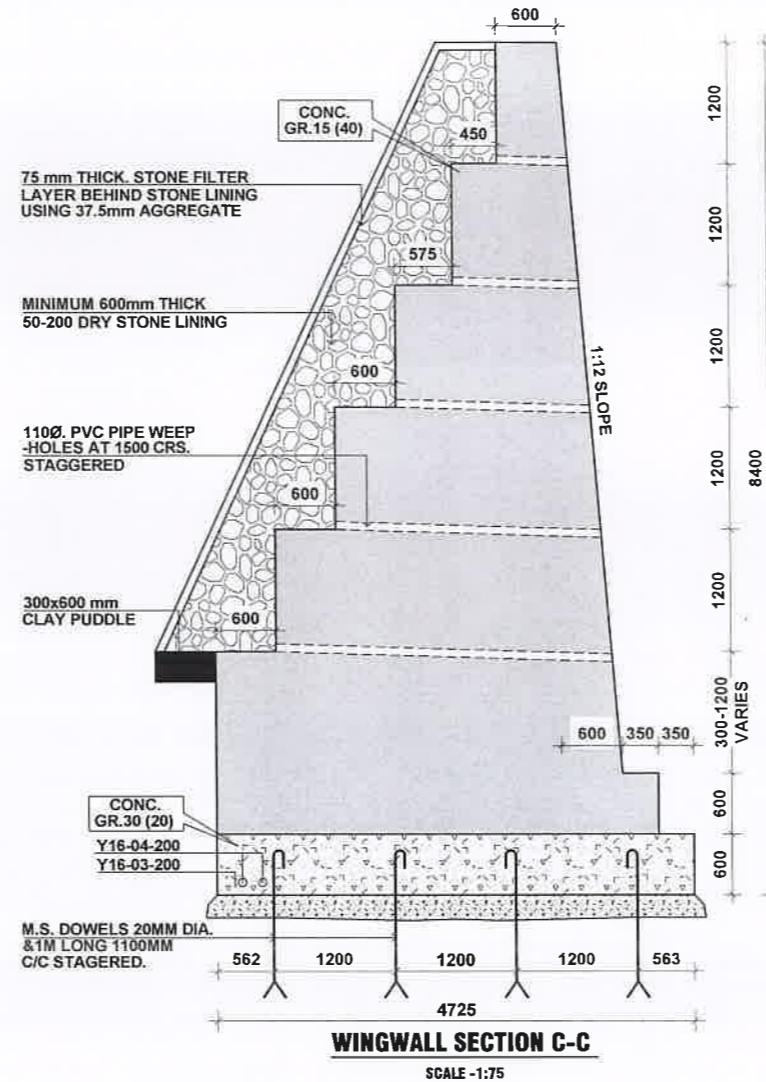 600
CONC.
GR.15 (40)
450
1200
75 mm THICK. STONE FILTER
LAYER BEHIND STONE LINING
USING 37.5mm AGGREGATE
575
1200
MINIMUM 600mm THICK
50-200 DRY STONE LINING
600
1:12 SLOPE
1200
110Ø. PVC PIPE WEEP
-HOLES AT 1500 CRS.
STAGGERED
600
1200
8400
300x600 mm
CLAY PUDDLE
600
1200
600 350 350
300-1200
VARIES
600
CONC.
GR.30 (20)
Y16-04-200
Y16-03-200
600
M.S. DOWELS 20MM DIA.
&1M LONG 1100MM
C/C STAGERED.
562 1200 1200 1200 563
4725
WINGWALL SECTION C-C
SCALE -1:75